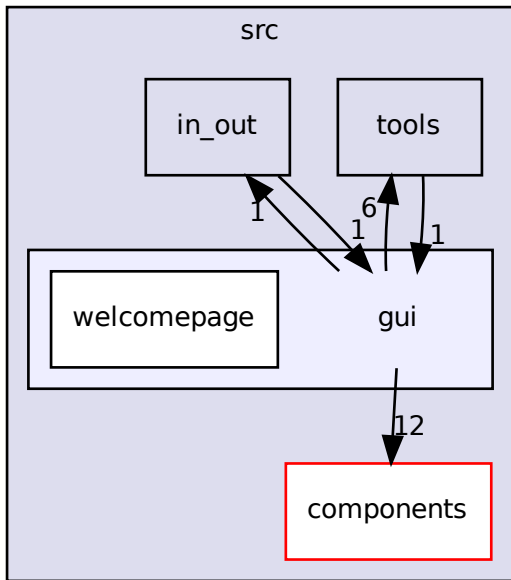 src
in_out
tools
1
6
1
1
welcomepage
gui
12
components